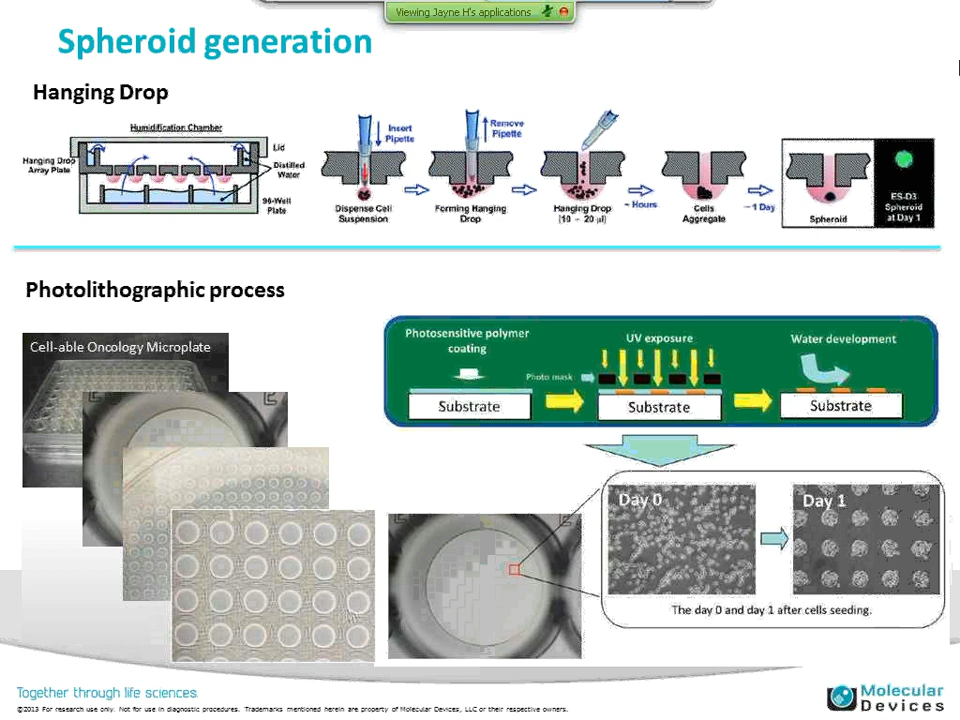 Viewing Jayne H's applications
Spheroid generation
Hanging Drop
Humidification Chamber
Lid
Hanging Drop
Array Plate
Distilled
Water
96-Well
Plate
Insert
Pipette
Dispense Cell
Suspension
Remove
Pipette
Forming Hanging
Drop
Hanging Drop
[10 - 20 µl]
~ Hours
Cells
Aggregate
~1 Day
Spheroid
ES-D3
Spheroid
at Day 1
Photolithographic process
Cell-able Oncology Microplate
Photosensitive polymer
coating
Substrate
UV exposure
Photo mask
Substrate
Water development
Substrate
Day 0
Day 1
The day 0 and day 1 after cells seeding.
Together through life sciences.
©2013 For research use only. Not for use in diagnostic procedures. Trademarks mentioned herein are property of Molecular Devices, LLC or their respective owners.
Molecular
Devices